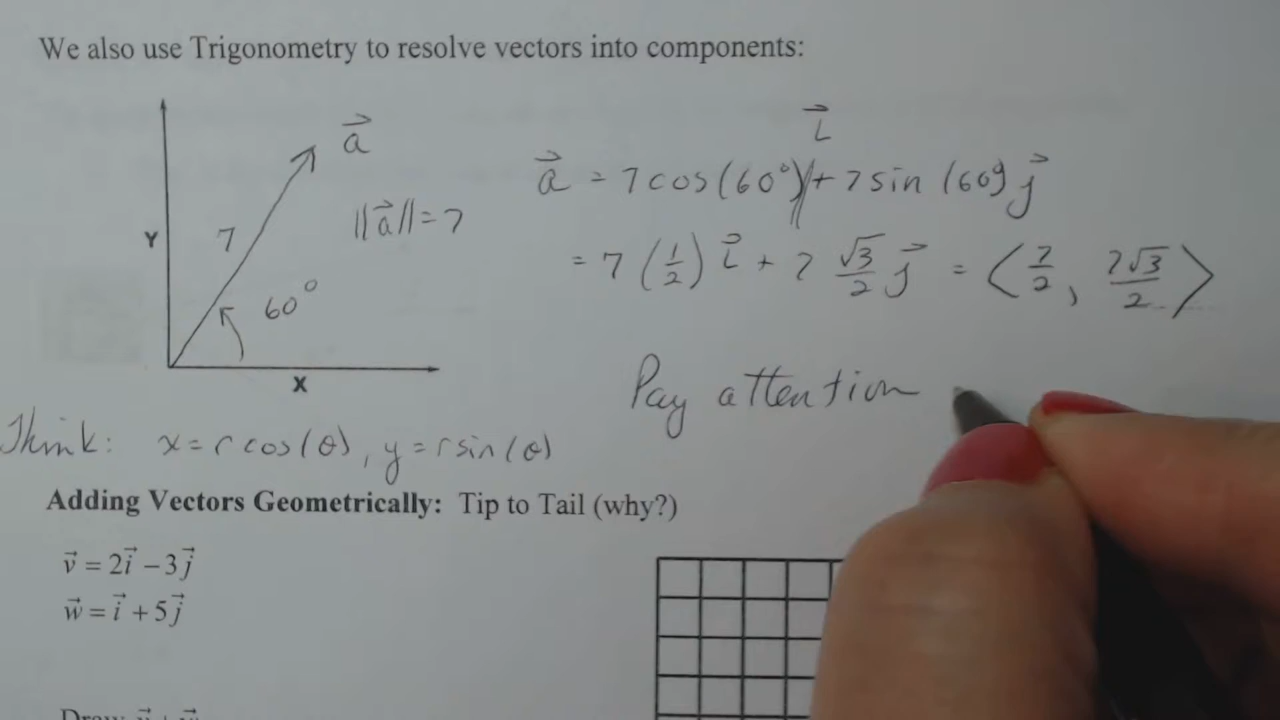 We also use Trigonometry to resolve vectors into components:
a⃗
7
||a⃗|| = 7
60°
Y
X
i⃗
a⃗ = 7cos(60°) + 7sin(60°)j⃗
= 7(1/2)i⃗ + 7 √3/2 j⃗ = ⟨7/2, 7√3/2⟩
Pay attention
Think: x = r cos(θ), y = r sin(θ)
Adding Vectors Geometrically: Tip to Tail (why?)
v⃗ = 2i⃗ − 3j⃗
w⃗ = i⃗ + 5j⃗